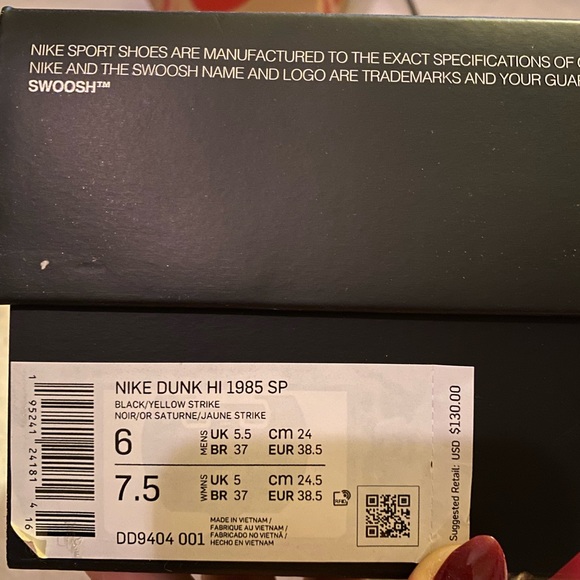 NIKE SPORT SHOES ARE MANUFACTURED TO THE EXACT SPECIFICATIONS OF
NIKE AND THE SWOOSH NAME AND LOGO ARE TRADEMARKS AND YOUR
SWOOSH™
NIKE DUNK HI 1985 SP
BLACK/YELLOW STRIKE
NOIR/OR SATURNE/JAUNE STRIKE
6 MENS UK 5.5 cm 24
BR 37 EUR 38.5
7.5 WMNS UK 5 cm 24.5
BR 37 EUR 38.5
RFID
DD9404 001
MADE IN VIETNAM /
FABRIQUE AU VIETNAM /
FABRICADO NO VIETNÃ /
HECHO EN VIETNAM
1 95241 24181 4 16
Suggested Retail: USD $130.00